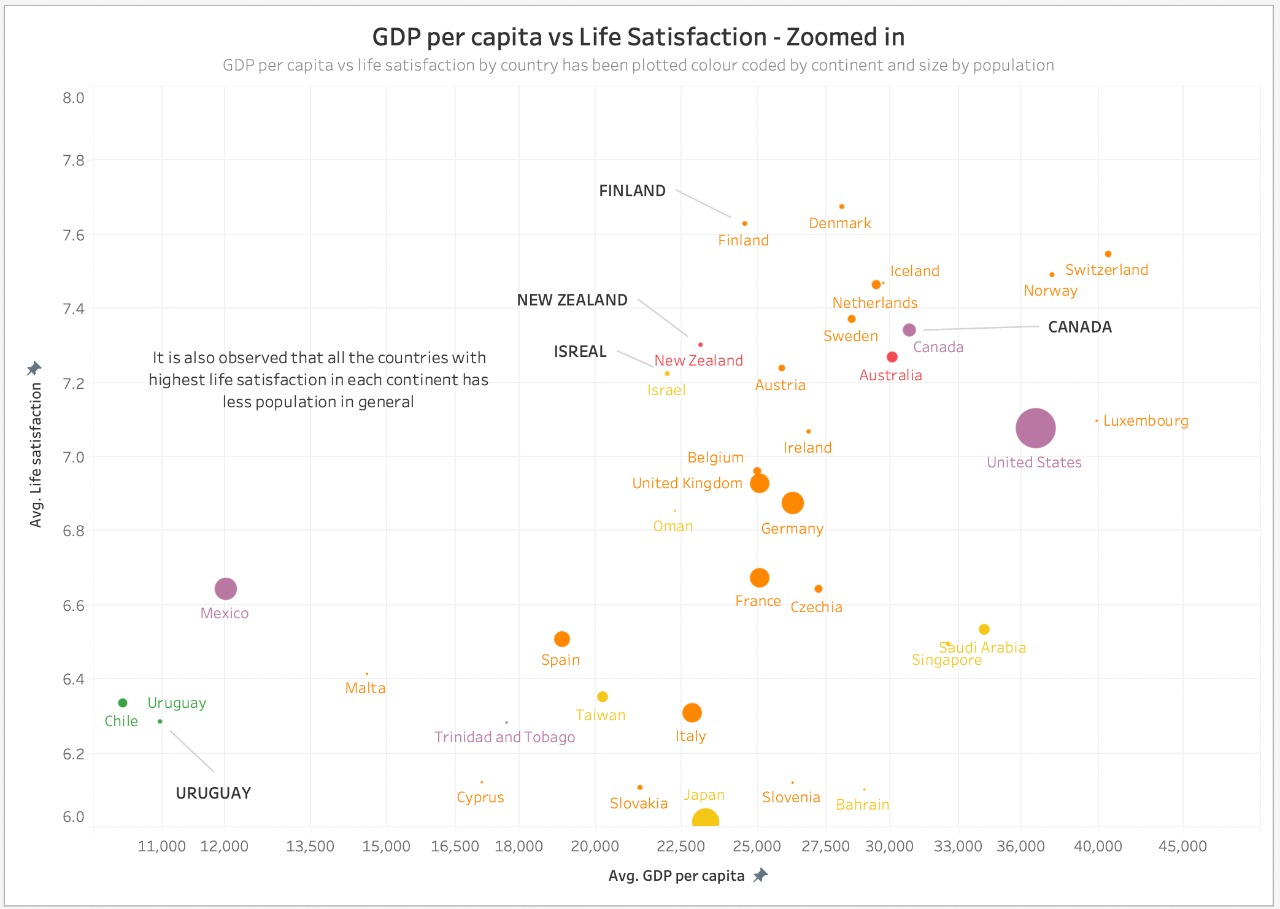 GDP per capita vs Life Satisfaction - Zoomed in
GDP per capita vs life satisfaction by country has been plotted colour coded by continent and size by population
8.0
7.8
7.6
7.4
7.2
7.0
6.8
6.6
6.4
6.2
6.0
Avg. Life satisfaction
FINLAND
Finland
Denmark
Iceland
Netherlands
Switzerland
Norway
NEW ZEALAND
New Zealand
Sweden
Canada
CANADA
ISREAL
Israel
Austria
Australia
It is also observed that all the countries with
highest life satisfaction in each continent has
less population in general
Luxembourg
United States
Ireland
Belgium
United Kingdom
Germany
Oman
Mexico
France
Czechia
Saudi Arabia
Singapore
Spain
Malta
Uruguay
Chile
URUGUAY
Taiwan
Italy
Trinidad and Tobago
Cyprus
Slovakia
Japan
Slovenia
Bahrain
11,000
12,000
13,500
15,000
16,500
18,000
20,000
22,500
25,000
27,500
30,000
33,000
36,000
40,000
45,000
Avg. GDP per capita